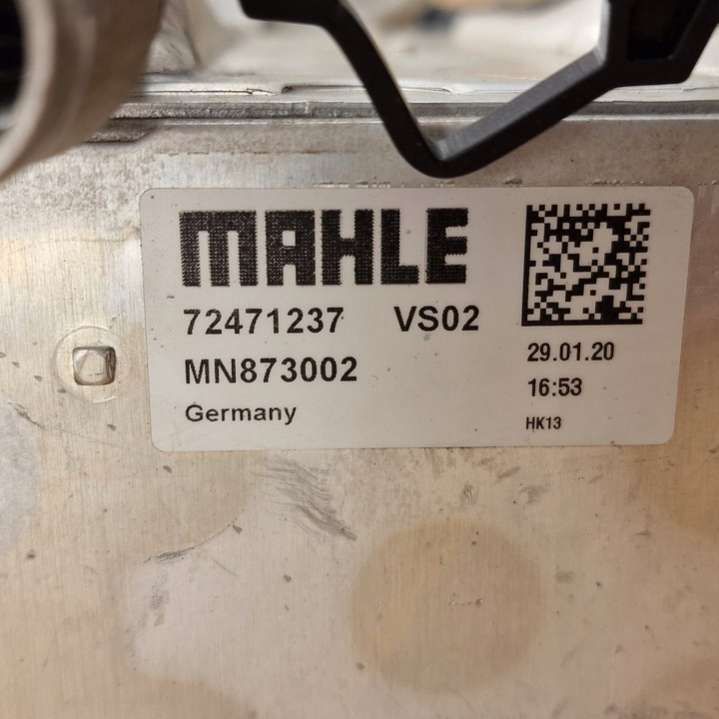 MAHLE
72471237 VS02
MN873002
Germany
29.01.20
16:53
HK13